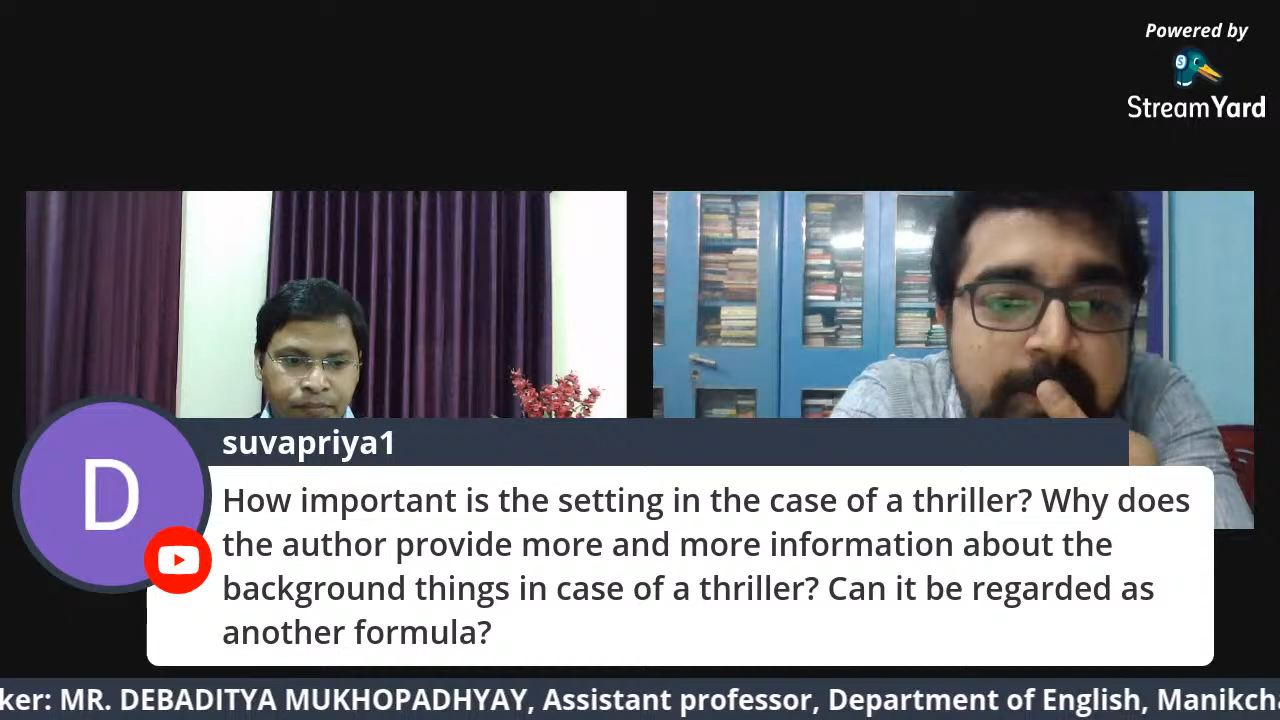 Powered by
StreamYard
D
suvapriya1
How important is the setting in the case of a thriller? Why does
the author provide more and more information about the
background things in case of a thriller? Can it be regarded as
another formula?
ker: MR. DEBADITYA MUKHOPADHYAY, Assistant professor, Department of English, Manikcha